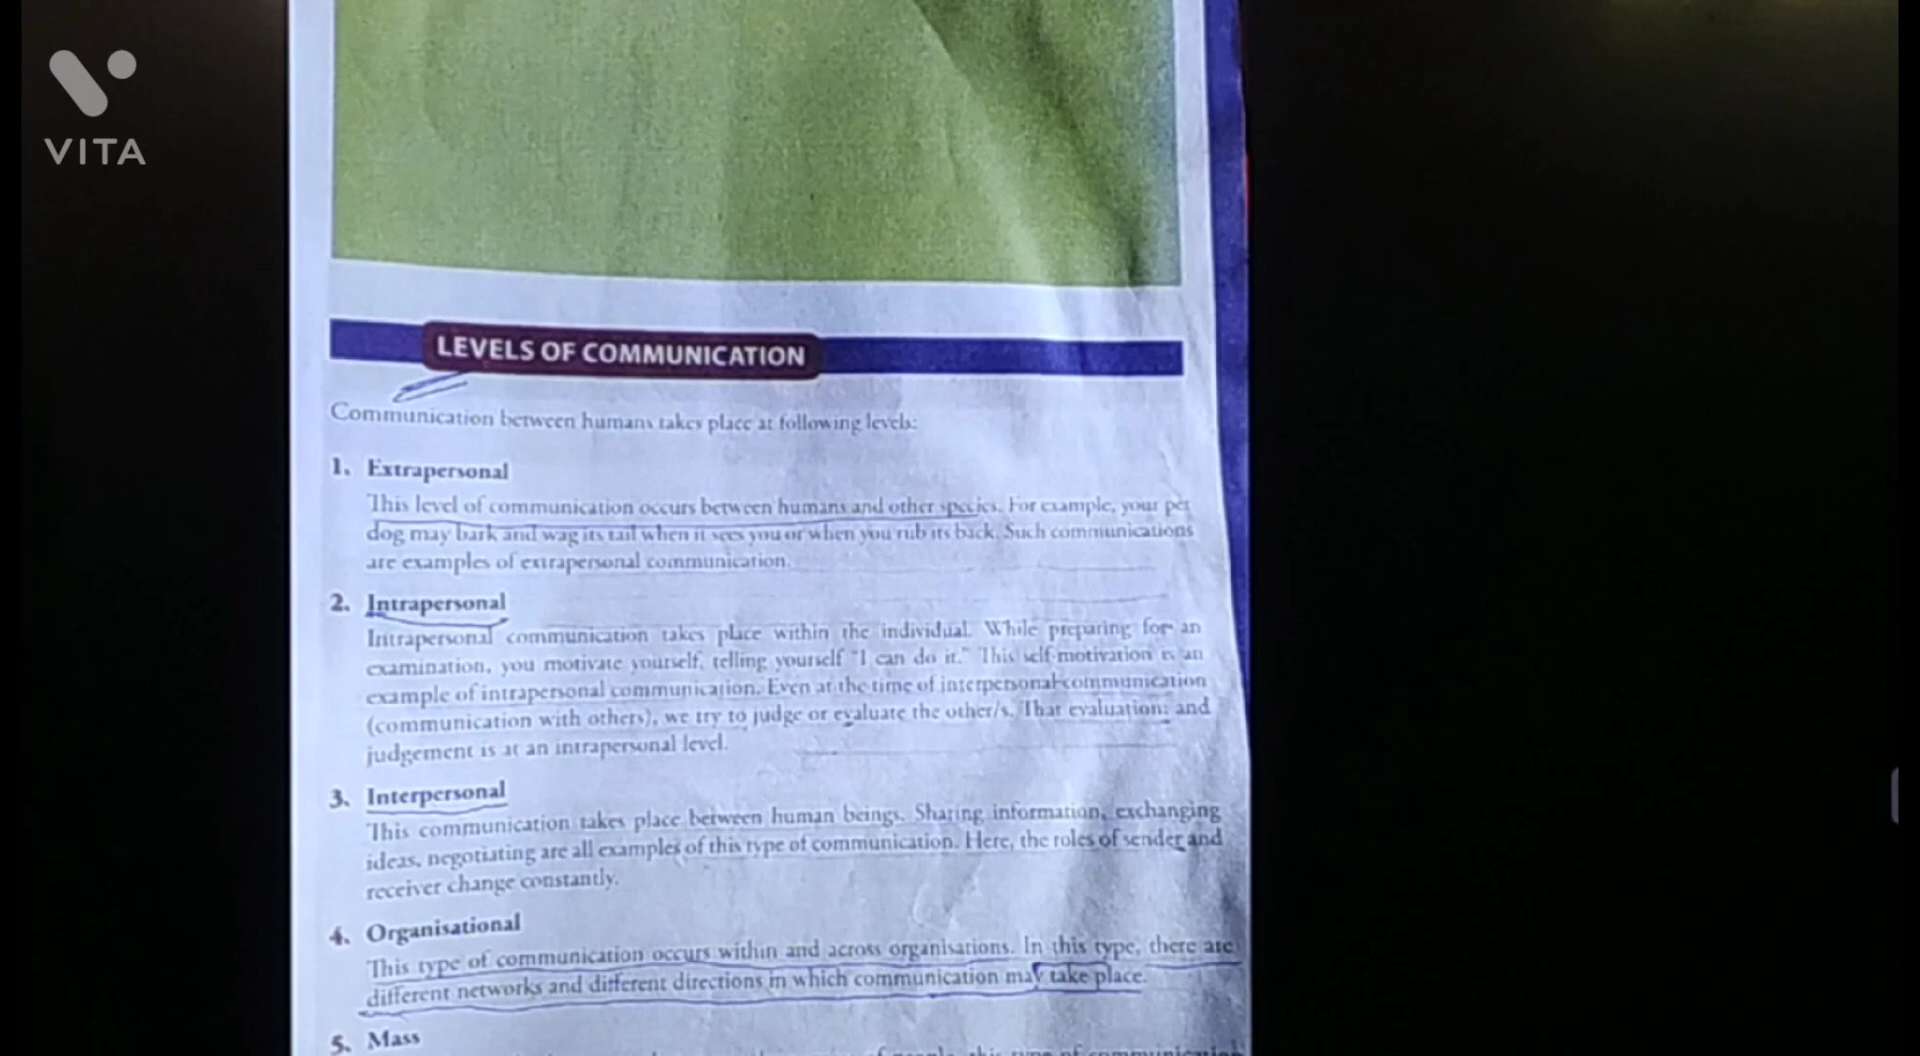 VITA
LEVELS OF COMMUNICATION
Communication between humans takes place at following levels:
1. Extrapersonal
This level of communication occurs between humans and other species. For example, your pet
dog may bark and wag its tail when it sees you or when you rub its back. Such communications
are examples of extrapersonal communication.
2. Intrapersonal
Intrapersonal communication takes place within the individual. While preparing for an
examination, you motivate yourself, telling yourself "I can do it." This self-motivation is an
example of intrapersonal communication. Even at the time of interpersonal communication
(communication with others), we try to judge or evaluate the other/s. That evaluation and
judgement is at an intrapersonal level.
3. Interpersonal
This communication takes place between human beings. Sharing information, exchanging
ideas, negotiating are all examples of this type of communication. Here, the roles of sender and
receiver change constantly.
4. Organisational
This type of communication occurs within and across organisations. In this type, there are
different networks and different directions in which communication may take place.
5. Mass